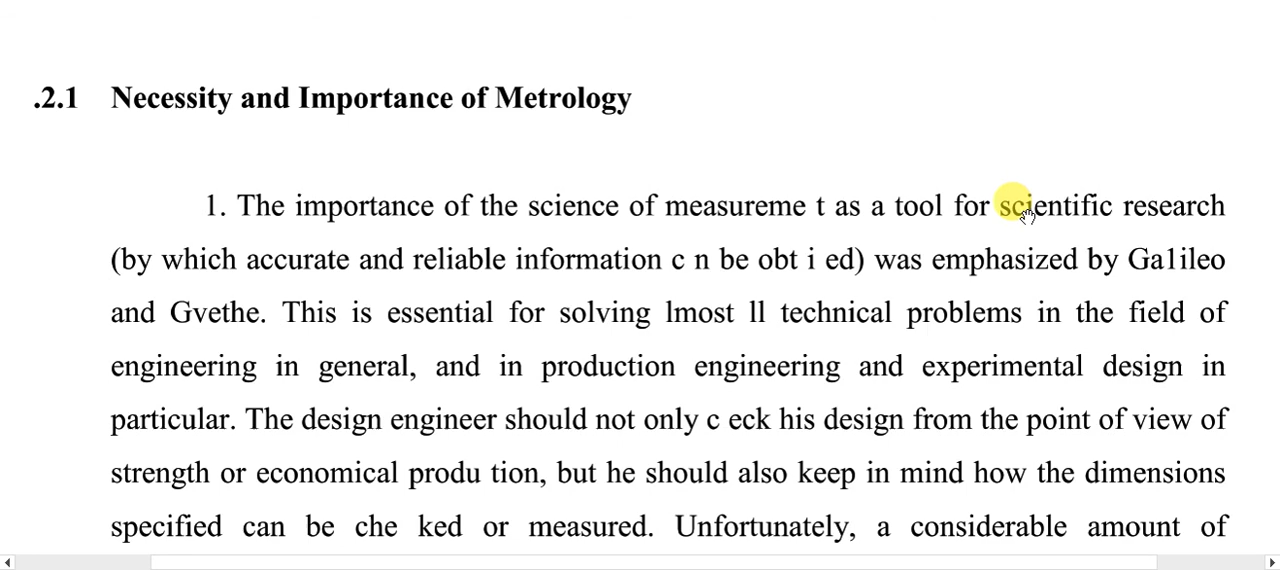 .2.1 Necessity and Importance of Metrology
1. The importance of the science of measureme t as a tool for scientific research
(by which accurate and reliable information c n be obt i ed) was emphasized by Ga1ileo
and Gvethe. This is essential for solving lmost ll technical problems in the field of
engineering in general, and in production engineering and experimental design in
particular. The design engineer should not only c eck his design from the point of view of
strength or economical produ tion, but he should also keep in mind how the dimensions
specified can be che ked or measured. Unfortunately, a considerable amount of